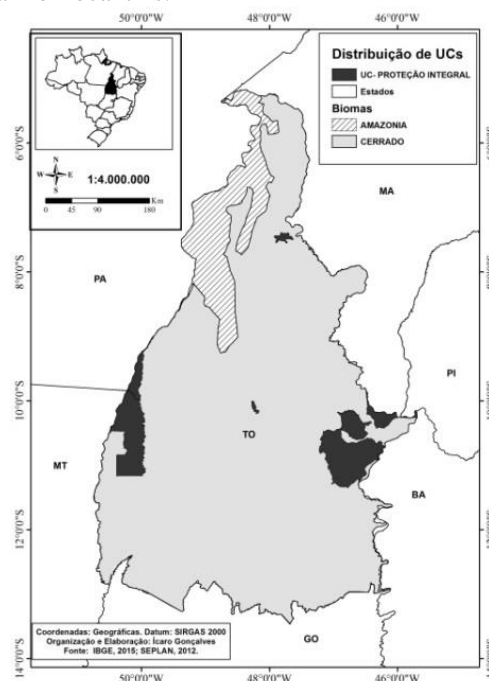 50°0'0"W 48°0'0"W 46°0'0"W
Distribuição de UCs
UC- PROTEÇÃO INTEGRAL
Estados
Biomas
AMAZONIA
CERRADO
N
W E
S
1:4.000.000
Km
0 45 90 180
6°0'0"S
MA
8°0'0"S
PA
PI
10°0'0"S
TO
MT
BA
12°0'0"S
GO
Coordenadas: Geográficas. Datum: SIRGAS 2000
Organização e Elaboração: Ícaro Gonçalves
Fonte: IBGE, 2015; SEPLAN, 2012.
14°0'0"S
50°0'0"W 48°0'0"W 46°0'0"W